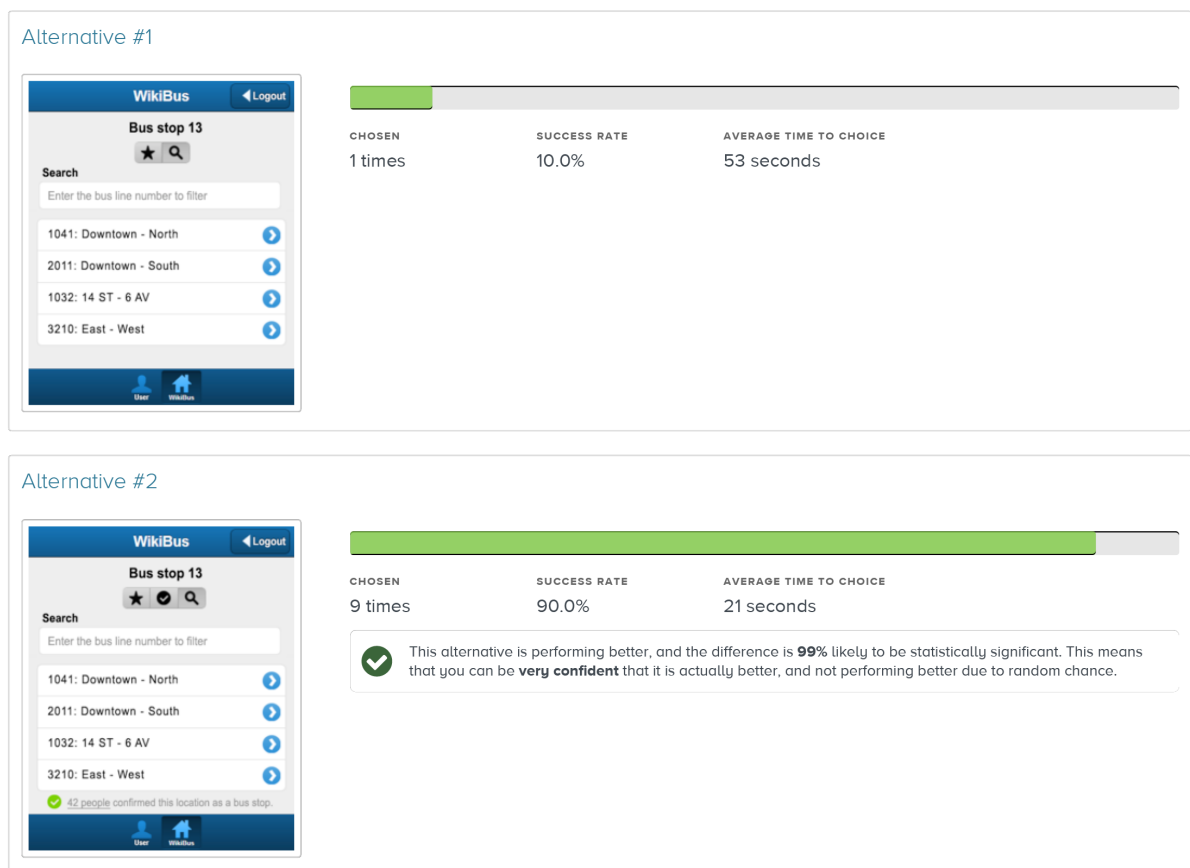 Alternative #1
WikiBus
Logout
Bus stop 13
Search
Enter the bus line number to filter
1041: Downtown - North
2011: Downtown - South
1032: 14 ST - 6 AV
3210: East - West
User
WikiBus
CHOSEN
1 times
SUCCESS RATE
10.0%
AVERAGE TIME TO CHOICE
53 seconds
Alternative #2
WikiBus
Logout
Bus stop 13
Search
Enter the bus line number to filter
1041: Downtown - North
2011: Downtown - South
1032: 14 ST - 6 AV
3210: East - West
42 people confirmed this location as a bus stop.
User
WikiBus
CHOSEN
9 times
SUCCESS RATE
90.0%
AVERAGE TIME TO CHOICE
21 seconds
This alternative is performing better, and the difference is 99% likely to be statistically significant. This means
that you can be very confident that it is actually better, and not performing better due to random chance.